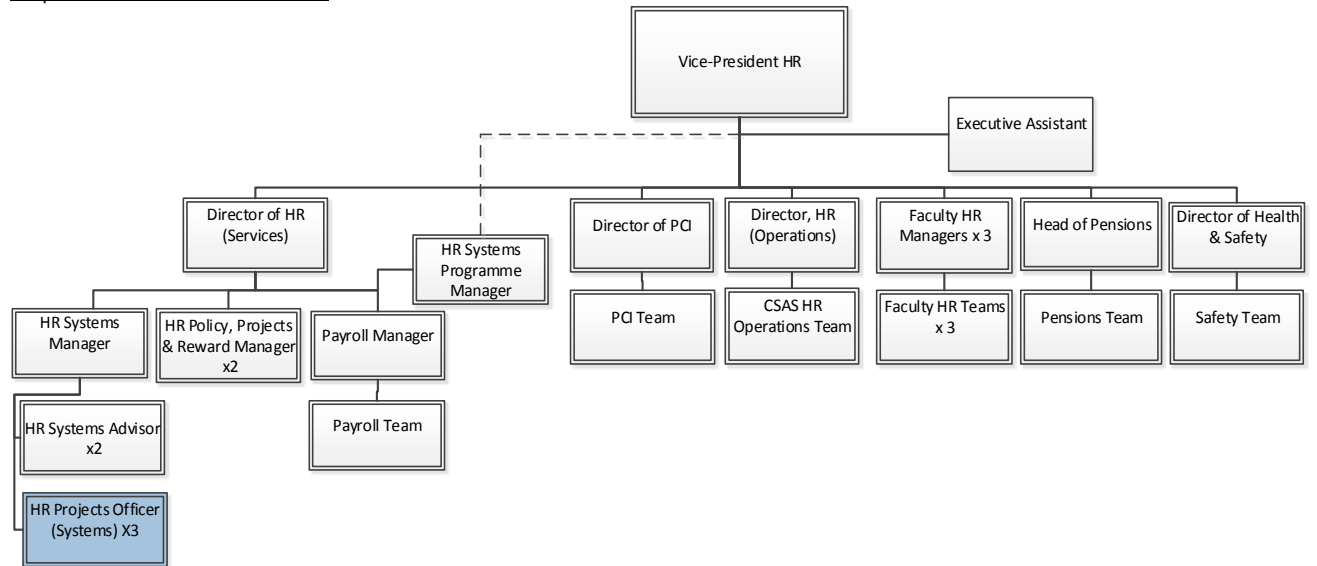 Vice-President HR
Executive Assistant
Director of HR
(Services)
HR Systems
Programme
Manager
Director of PCI
Director, HR
(Operations)
Faculty HR
Managers x 3
Head of Pensions
Director of Health
& Safety
HR Systems
Manager
HR Policy, Projects
& Reward Manager
x2
Payroll Manager
PCI Team
CSAS HR
Operations Team
Faculty HR Teams
x 3
Pensions Team
Safety Team
HR Systems Advisor
x2
Payroll Team
HR Projects Officer
(Systems) X3